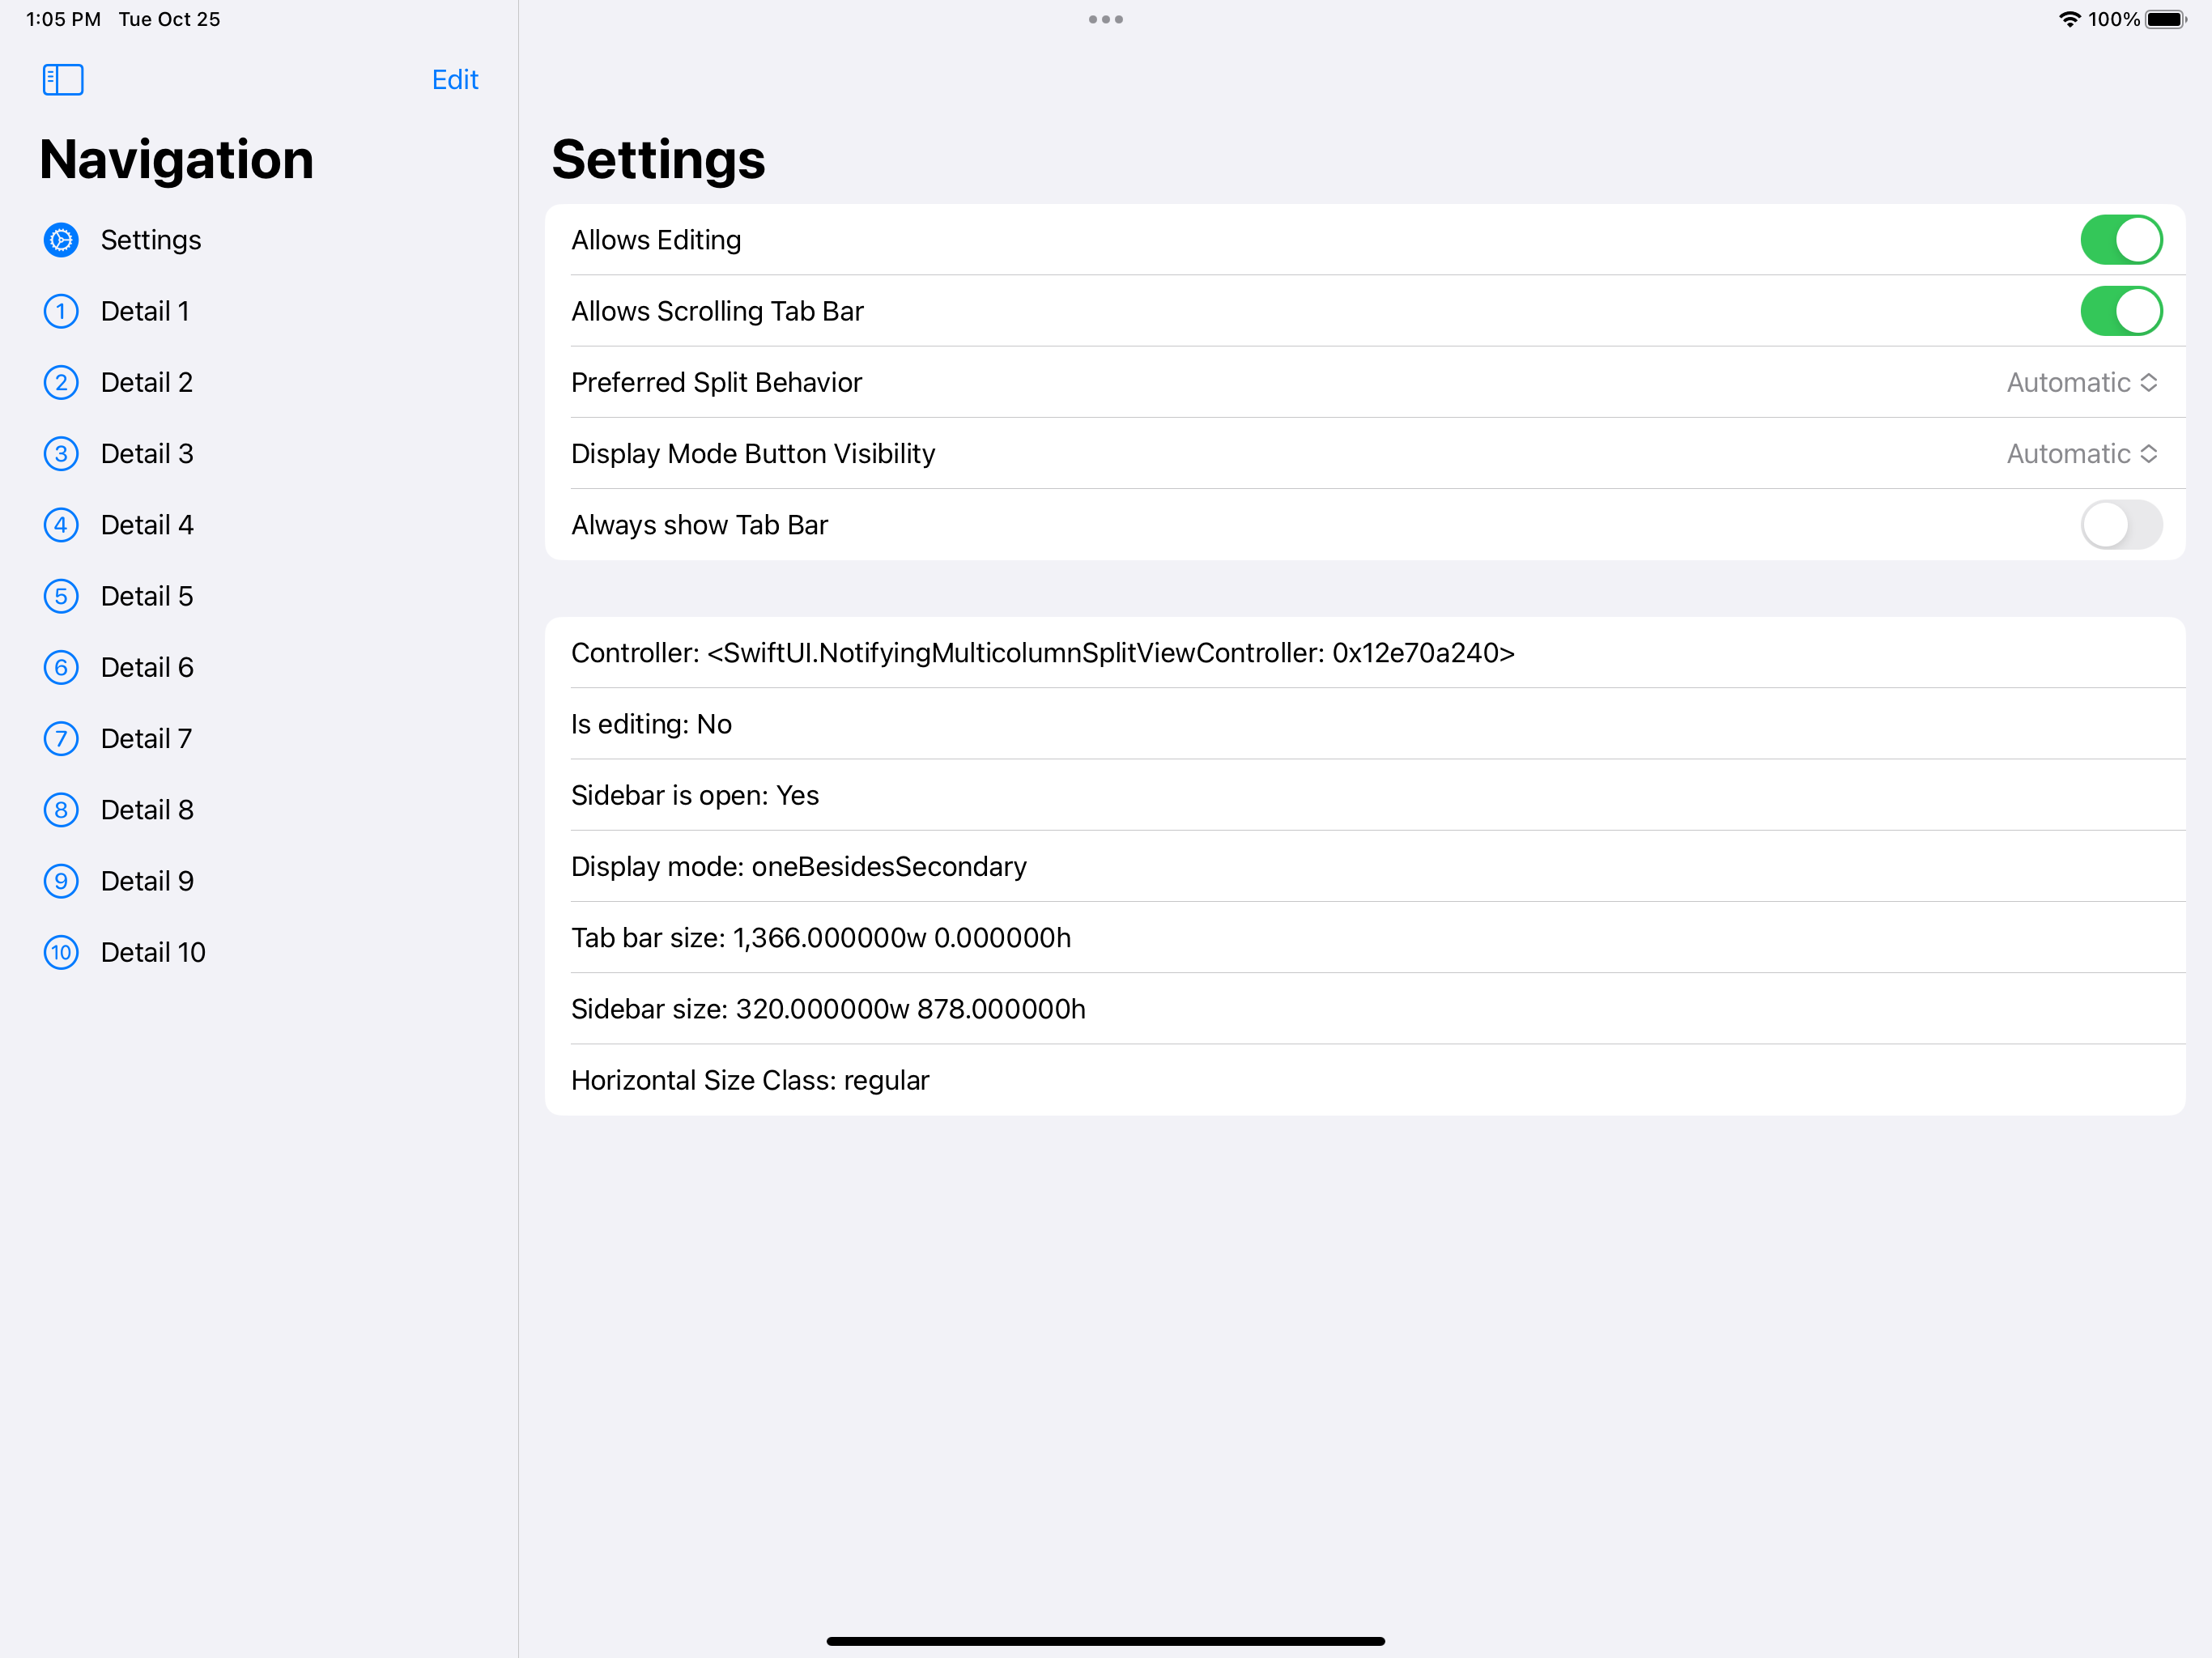 1:05 PM Tue Oct 25
100%
Edit
Navigation
Settings
1 Detail 1
2 Detail 2
3 Detail 3
4 Detail 4
5 Detail 5
6 Detail 6
7 Detail 7
8 Detail 8
9 Detail 9
10 Detail 10
Settings
Allows Editing
Allows Scrolling Tab Bar
Preferred Split Behavior Automatic
Display Mode Button Visibility Automatic
Always show Tab Bar
Controller: <SwiftUI.NotifyingMulticolumnSplitViewController: 0x12e70a240>
Is editing: No
Sidebar is open: Yes
Display mode: oneBesidesSecondary
Tab bar size: 1,366.000000w 0.000000h
Sidebar size: 320.000000w 878.000000h
Horizontal Size Class: regular